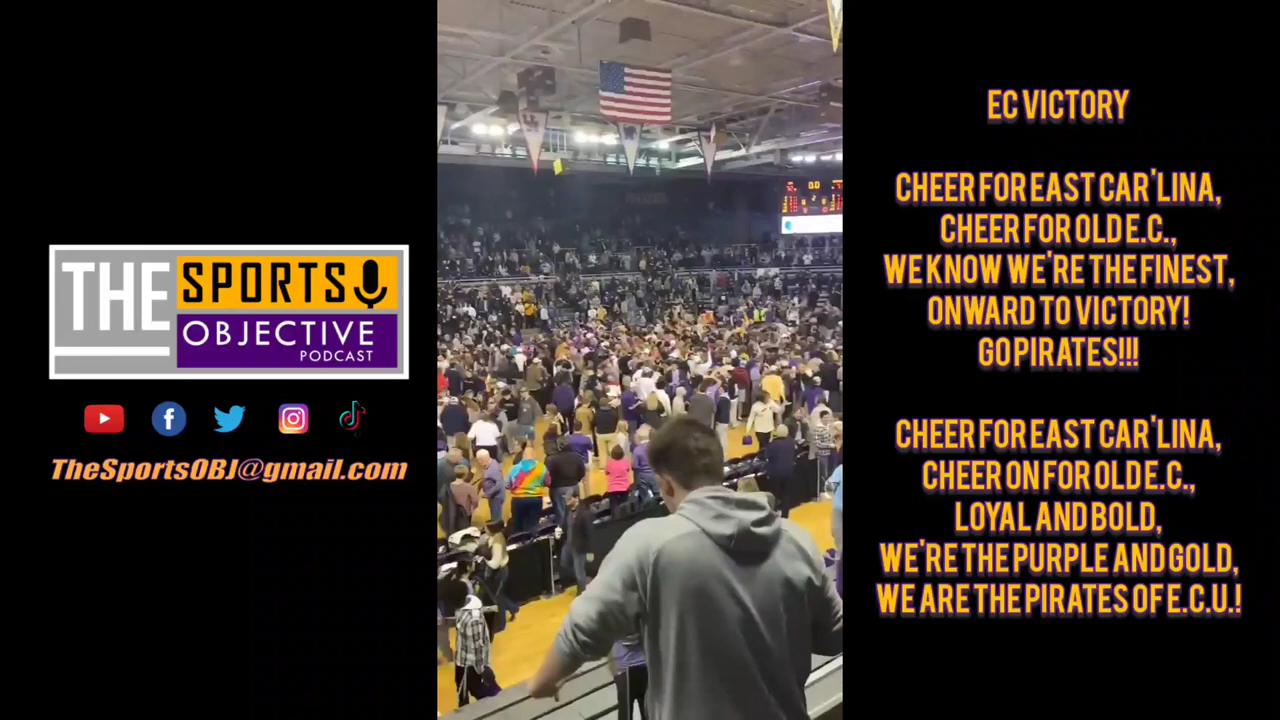 THE SPORTS
OBJECTIVE
PODCAST
TheSportsOBJ@gmail.com
EC VICTORY
CHEER FOR EAST CAR'LINA,
CHEER FOR OLD E.C.,
WE KNOW WE'RE THE FINEST,
ONWARD TO VICTORY!
GO PIRATES!!!
CHEER FOR EAST CAR'LINA,
CHEER ON FOR OLD E.C.,
LOYAL AND BOLD,
WE'RE THE PURPLE AND GOLD,
WE ARE THE PIRATES OF E.C.U.!